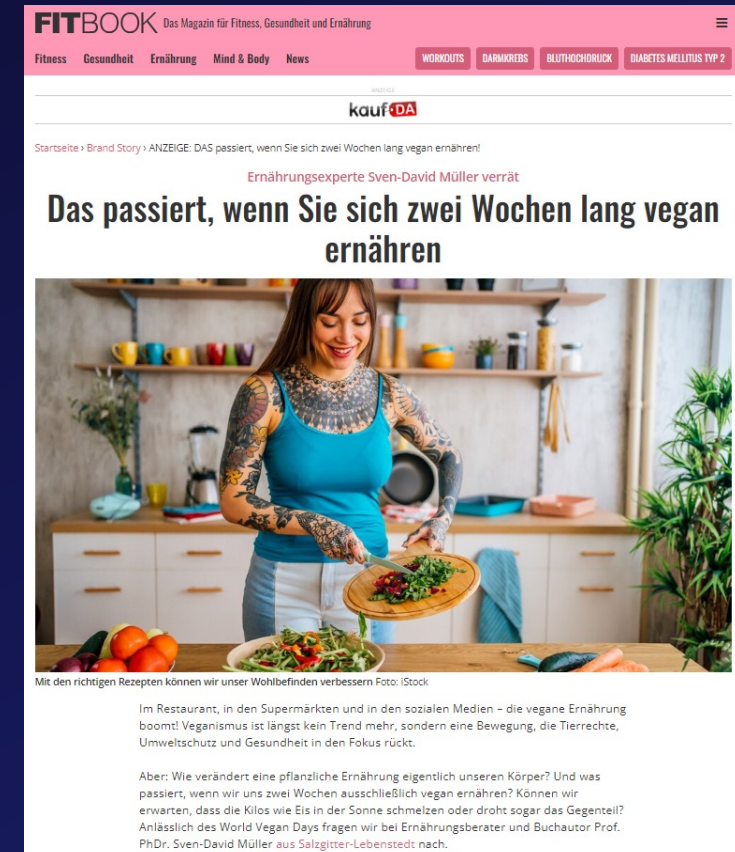 FITBOOK Das Magazin für Fitness, Gesundheit und Ernährung
Fitness Gesundheit Ernährung Mind & Body News WORKOUTS DARMKREBS BLUTHOCHDRUCK DIABETES MELLITUS TYP 2
ANZEIGE
kaufDA
Startseite › Brand Story › ANZEIGE: DAS passiert, wenn Sie sich zwei Wochen lang vegan ernähren!
Ernährungsexperte Sven-David Müller verrät
Das passiert, wenn Sie sich zwei Wochen lang vegan
ernähren
Mit den richtigen Rezepten können wir unser Wohlbefinden verbessern Foto: iStock
Im Restaurant, in den Supermärkten und in den sozialen Medien – die vegane Ernährung
boomt! Veganismus ist längst kein Trend mehr, sondern eine Bewegung, die Tierrechte,
Umweltschutz und Gesundheit in den Fokus rückt.
Aber: Wie verändert eine pflanzliche Ernährung eigentlich unseren Körper? Und was
passiert, wenn wir uns zwei Wochen ausschließlich vegan ernähren? Können wir
erwarten, dass die Kilos wie Eis in der Sonne schmelzen oder droht sogar das Gegenteil?
Anlässlich des World Vegan Days fragen wir bei Ernährungsberater und Buchautor Prof.
PhDr. Sven-David Müller aus Salzgitter-Lebenstedt nach.